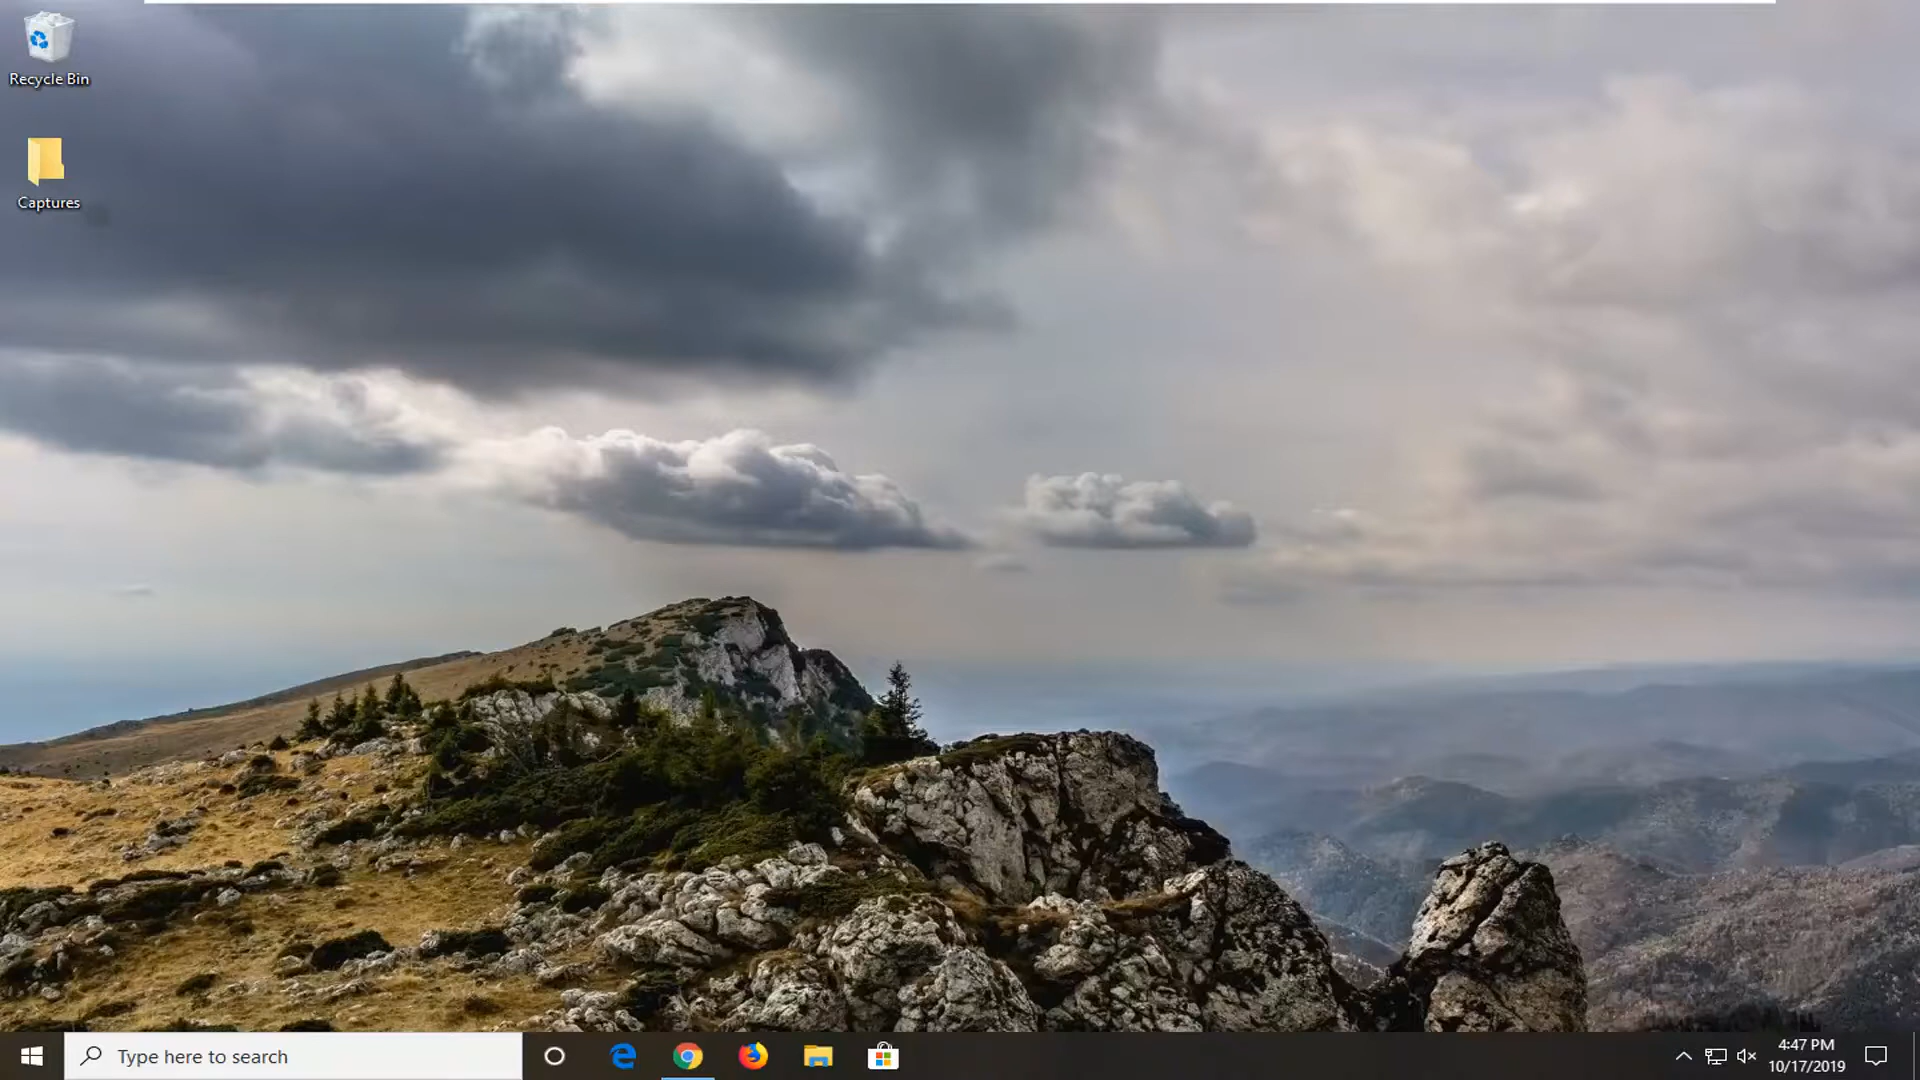 Recycle Bin
Captures
Type here to search
4:47 PM
10/17/2019